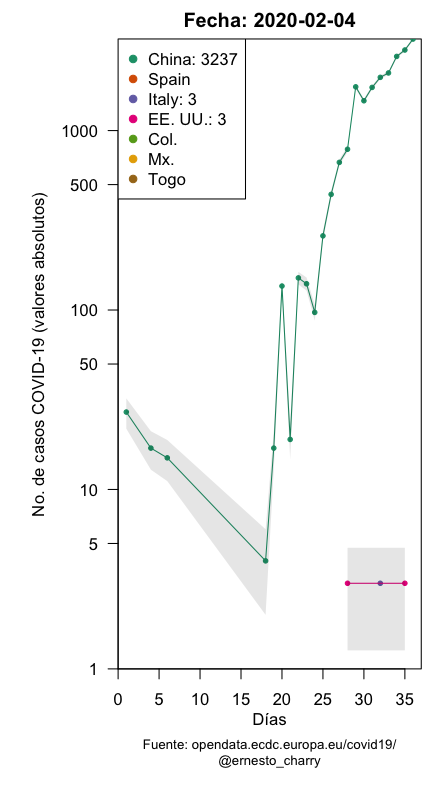 Fecha: 2020-02-04
China: 3237
Spain
Italy: 3
EE. UU.: 3
Col.
Mx.
Togo
No. de casos COVID-19 (valores absolutos)
1000
500
100
50
10
5
1
0 5 10 15 20 25 30 35
Días
Fuente: opendata.ecdc.europa.eu/covid19/
@ernesto_charry